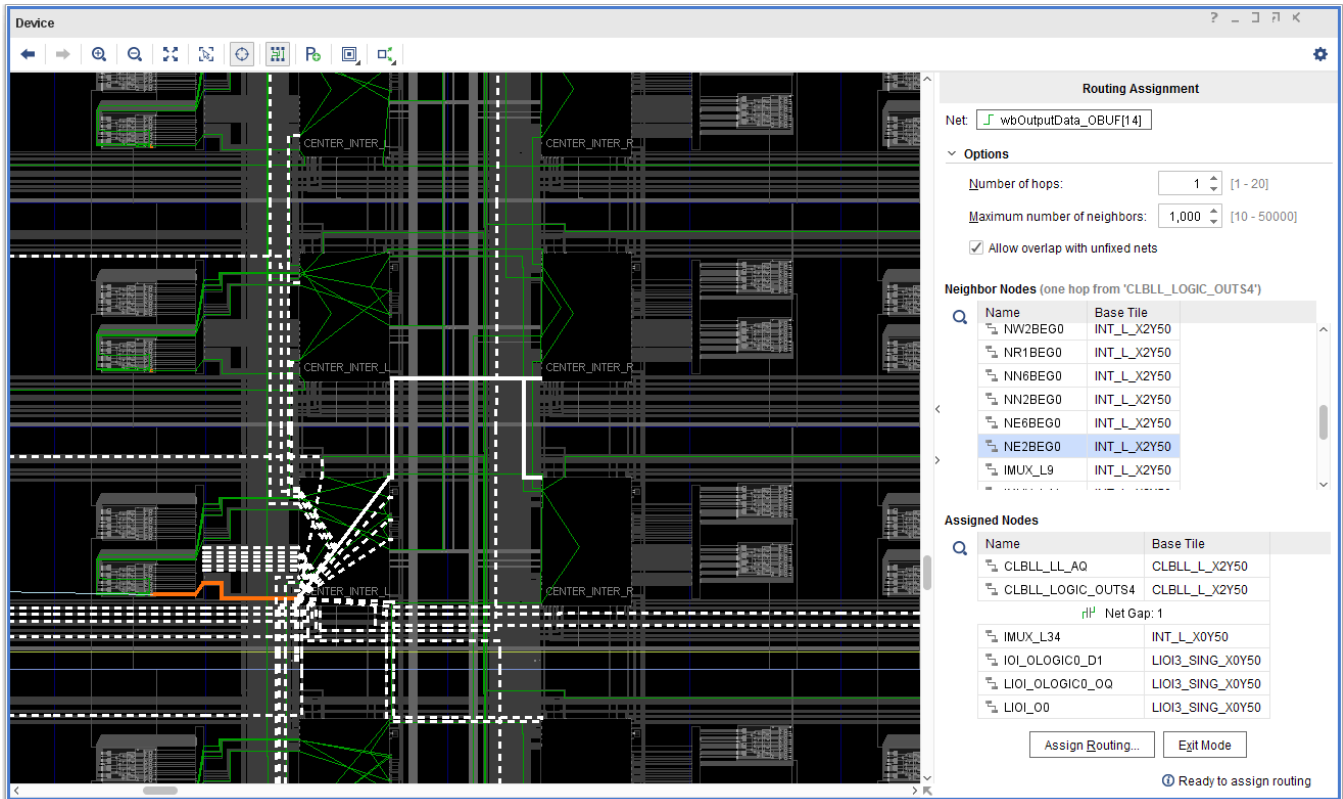 Device
Routing Assignment
Net: wbOutputData_OBUF[14]
Options
Number of hops: 1 [1 - 20]
Maximum number of neighbors: 1,000 [10 - 50000]
Allow overlap with unfixed nets
Neighbor Nodes (one hop from 'CLBLL_LOGIC_OUTS4')
Name Base Tile
NW2BEG0 INT_L_X2Y50
NR1BEG0 INT_L_X2Y50
NN6BEG0 INT_L_X2Y50
NN2BEG0 INT_L_X2Y50
NE6BEG0 INT_L_X2Y50
NE2BEG0 INT_L_X2Y50
IMUX_L9 INT_L_X2Y50
Assigned Nodes
Name Base Tile
CLBLL_LL_AQ CLBLL_L_X2Y50
CLBLL_LOGIC_OUTS4 CLBLL_L_X2Y50
Net Gap: 1
IMUX_L34 INT_L_X0Y50
IOI_OLOGIC0_D1 LIOI3_SING_X0Y50
LIOI_OLOGIC0_OQ LIOI3_SING_X0Y50
LIOI_O0 LIOI3_SING_X0Y50
Assign Routing... Exit Mode
Ready to assign routing
CENTER_INTER_L CENTER_INTER_R
CENTER_INTER_L CENTER_INTER_R
CENTER_INTER_R